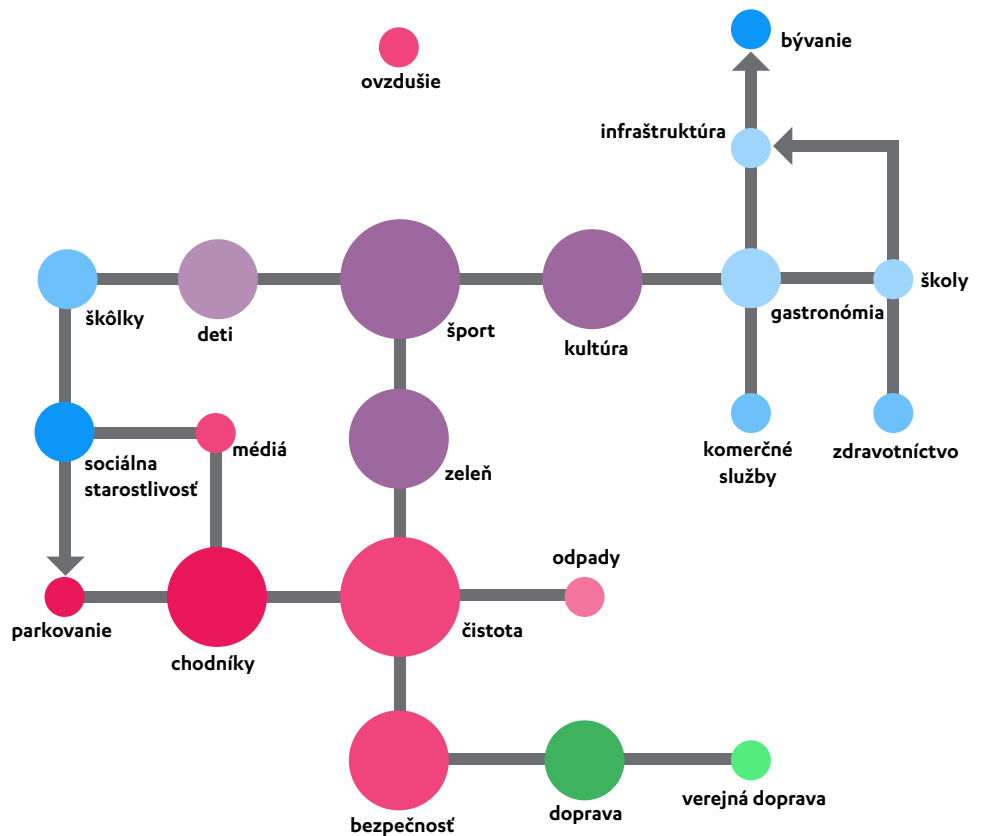 bývanie
ovzdušie
infraštruktúra
školy
škôlky
gastronómia
deti
šport
kultúra
médiá
komerčné
služby
zdravotníctvo
sociálna
starostlivosť
zeleň
odpady
parkovanie
čistota
chodníky
verejná doprava
doprava
bezpečnosť